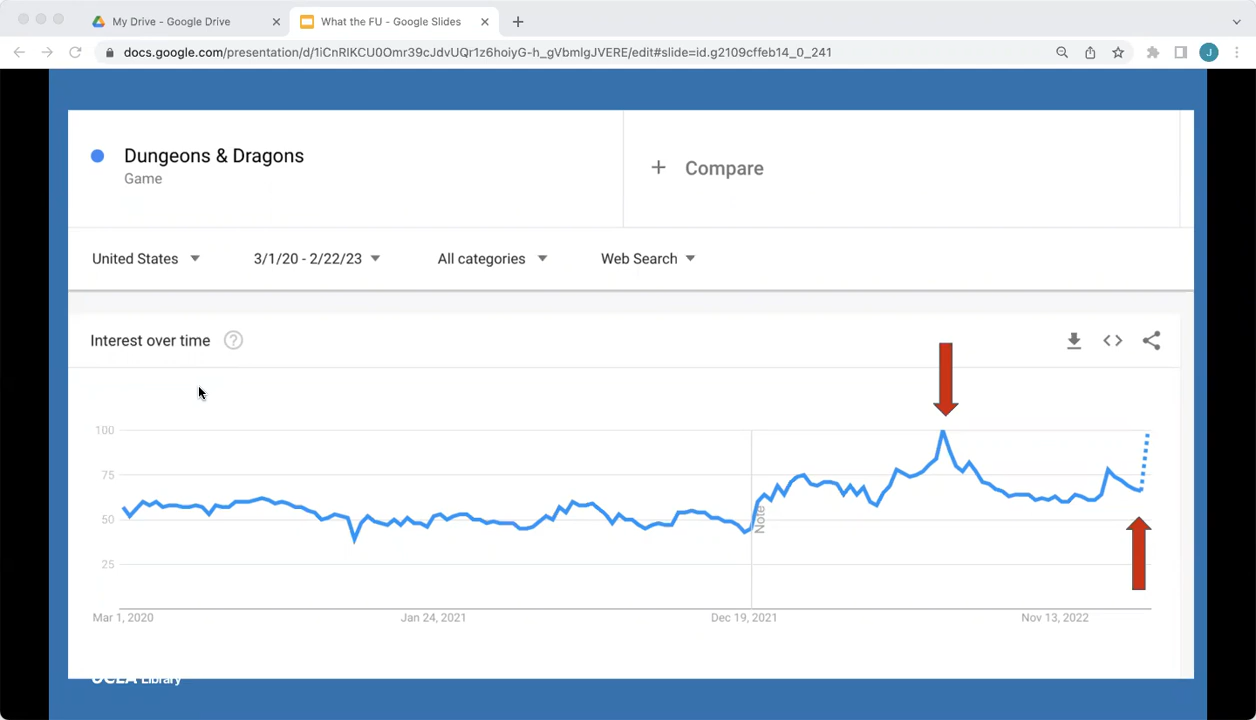 My Drive - Google Drive
What the FU - Google Slides
docs.google.com/presentation/d/1iCnRIKCU0Omr39cJdvUQr1z6hoiyG-h_gVbmIgJVERE/edit#slide=id.g2109cffeb14_0_241
J
Dungeons & Dragons
Game
+ Compare
United States
3/1/20 - 2/22/23
All categories
Web Search
Interest over time ?
100
75
50
25
Note
Mar 1, 2020
Jan 24, 2021
Dec 19, 2021
Nov 13, 2022
UCLA Library